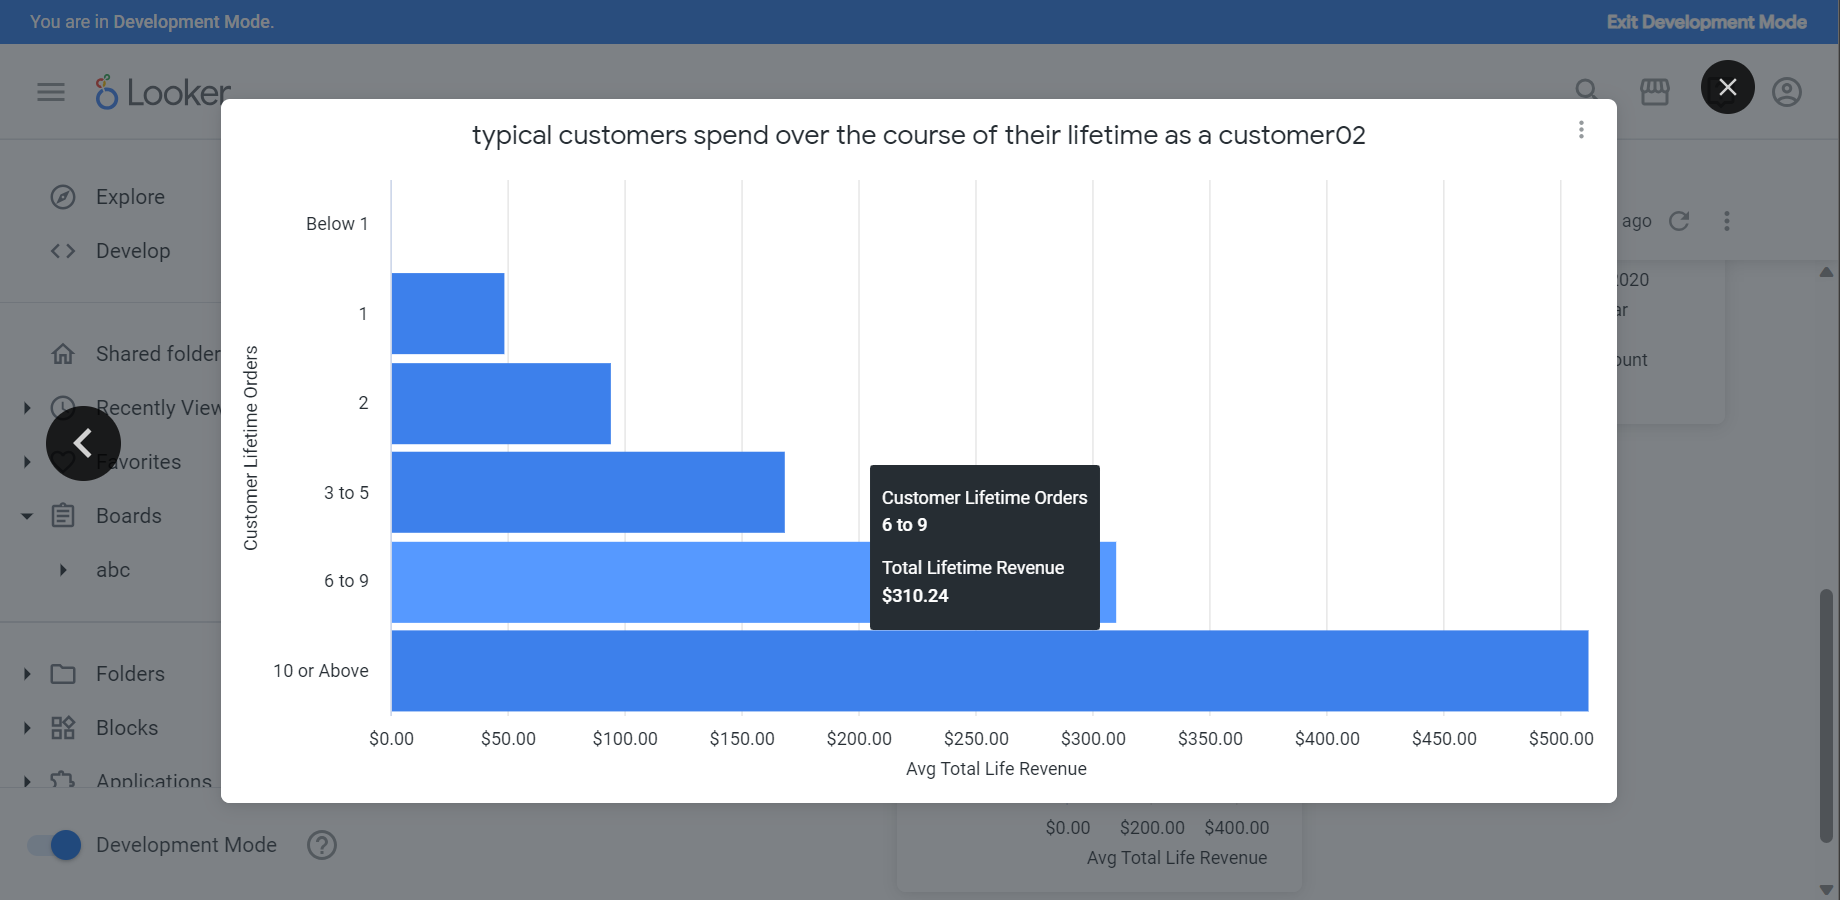 You are in Development Mode.
Exit Development Mode
Looker
typical customers spend over the course of their lifetime as a customer02
Explore
Develop
Shared folder
Recently View
Favorites
Boards
abc
Folders
Blocks
Applications
Development Mode
ago
2020
Customer Lifetime Orders
Below 1
1
2
3 to 5
6 to 9
10 or Above
Customer Lifetime Orders
6 to 9
Total Lifetime Revenue
$310.24
$0.00 $50.00 $100.00 $150.00 $200.00 $250.00 $300.00 $350.00 $400.00 $450.00 $500.00
Avg Total Life Revenue
$0.00 $200.00 $400.00
Avg Total Life Revenue